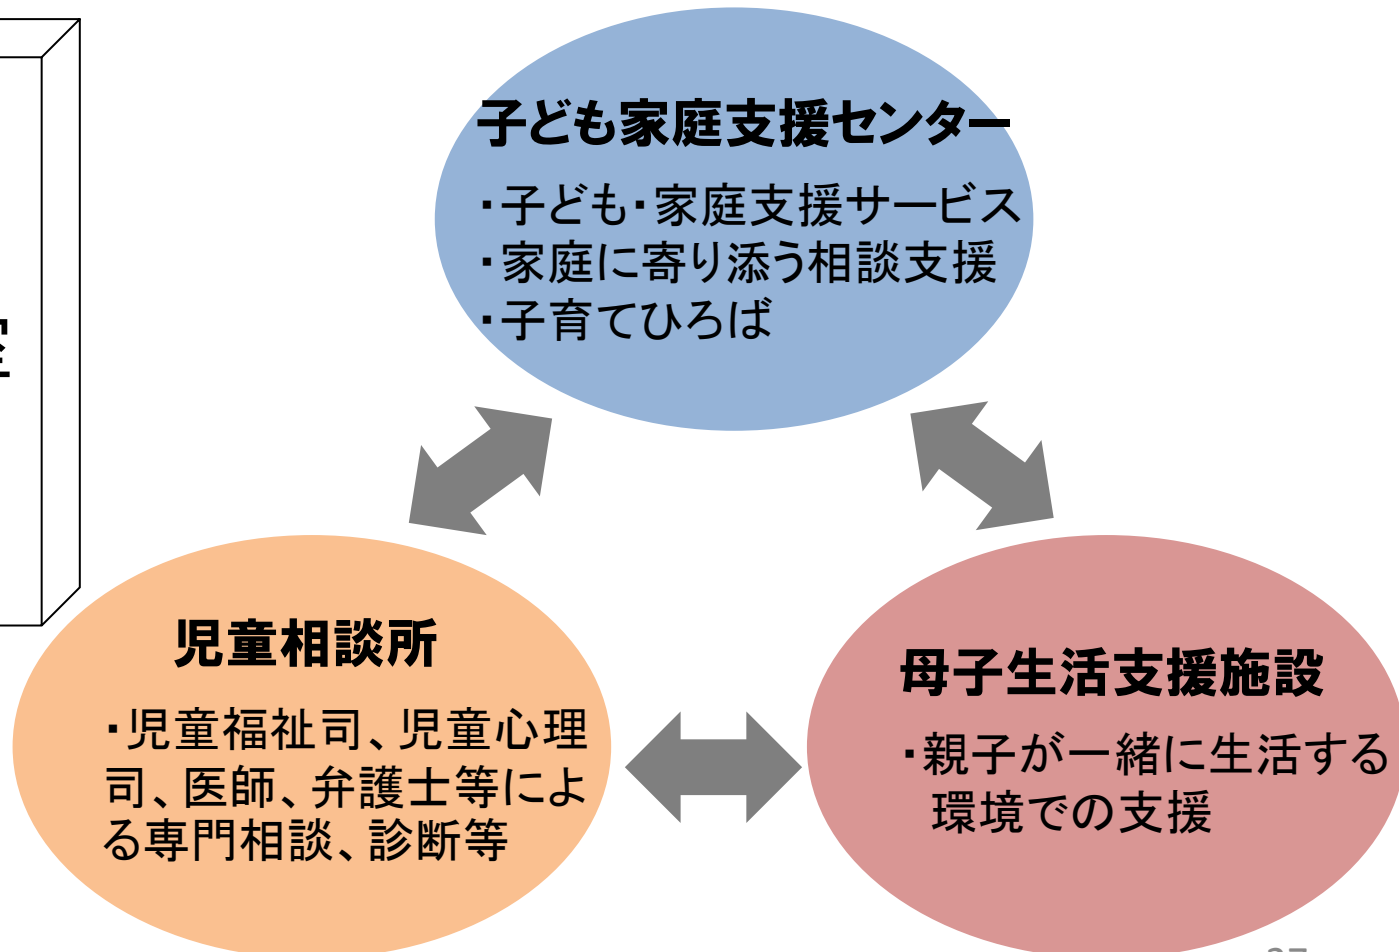 子ども家庭支援センター
・子ども・家庭支援サービス
・家庭に寄り添う相談支援
・子育てひろば
児童相談所
・児童福祉司、児童心理
司、医師、弁護士等によ
る専門相談、診断等
母子生活支援施設
・親子が一緒に生活する
環境での支援